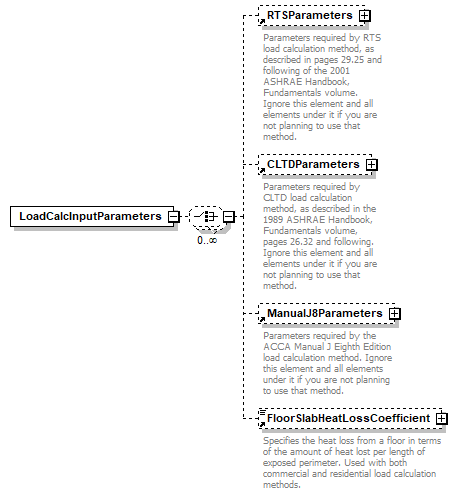 RTSParameters
Parameters required by RTS
load calculation method, as
described in pages 29.25 and
following of the 2001
ASHRAE Handbook,
Fundamentals volume.
Ignore this element and all
elements under it if you are
not planning to use that
method.
CLTDParameters
Parameters required by
CLTD load calculation
method, as described in the
1989 ASHRAE Handbook,
Fundamentals volume,
pages 26.32 and following.
Ignore this element and all
elements under it if you are
not planning to use that
method.
LoadCalcInputParameters
0..∞
ManualJ8Parameters
Parameters required by the
ACCA Manual J Eighth Edition
load calculation method. Ignore
this element and all elements
under it if you are not planning
to use that method.
FloorSlabHeatLossCoefficient
Specifies the heat loss from a floor in terms
of the amount of heat lost per length of
exposed perimeter. Used with both
commercial and residential load calculation
methods.